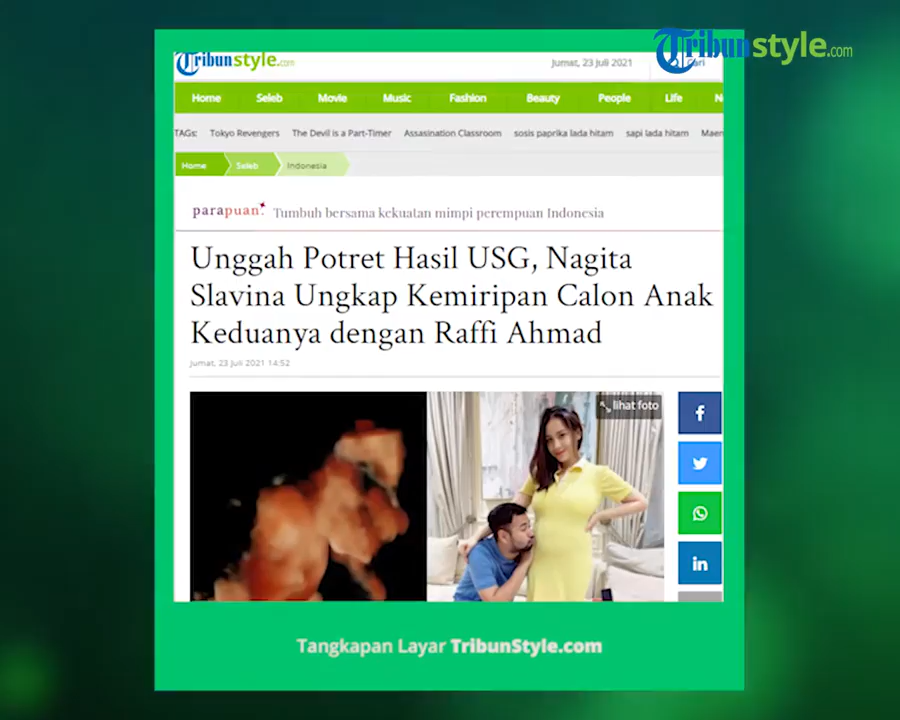 Tribunstyle.com
Tribunstyle.com
Jumat, 23 Juli 2021
Cari
Home Seleb Movie Music Fashion Beauty People Life
TAGs: Tokyo Revengers The Devil is a Part-Timer Assasination Classroom sosis paprika lada hitam sapi lada hitam
Home Seleb Indonesia
parapuan. Tumbuh bersama kekuatan mimpi perempuan Indonesia
Unggah Potret Hasil USG, Nagita
Slavina Ungkap Kemiripan Calon Anak
Keduanya dengan Raffi Ahmad
Jumat, 23 Juli 2021 14:52
lihat foto
f
in
Tangkapan Layar TribunStyle.com